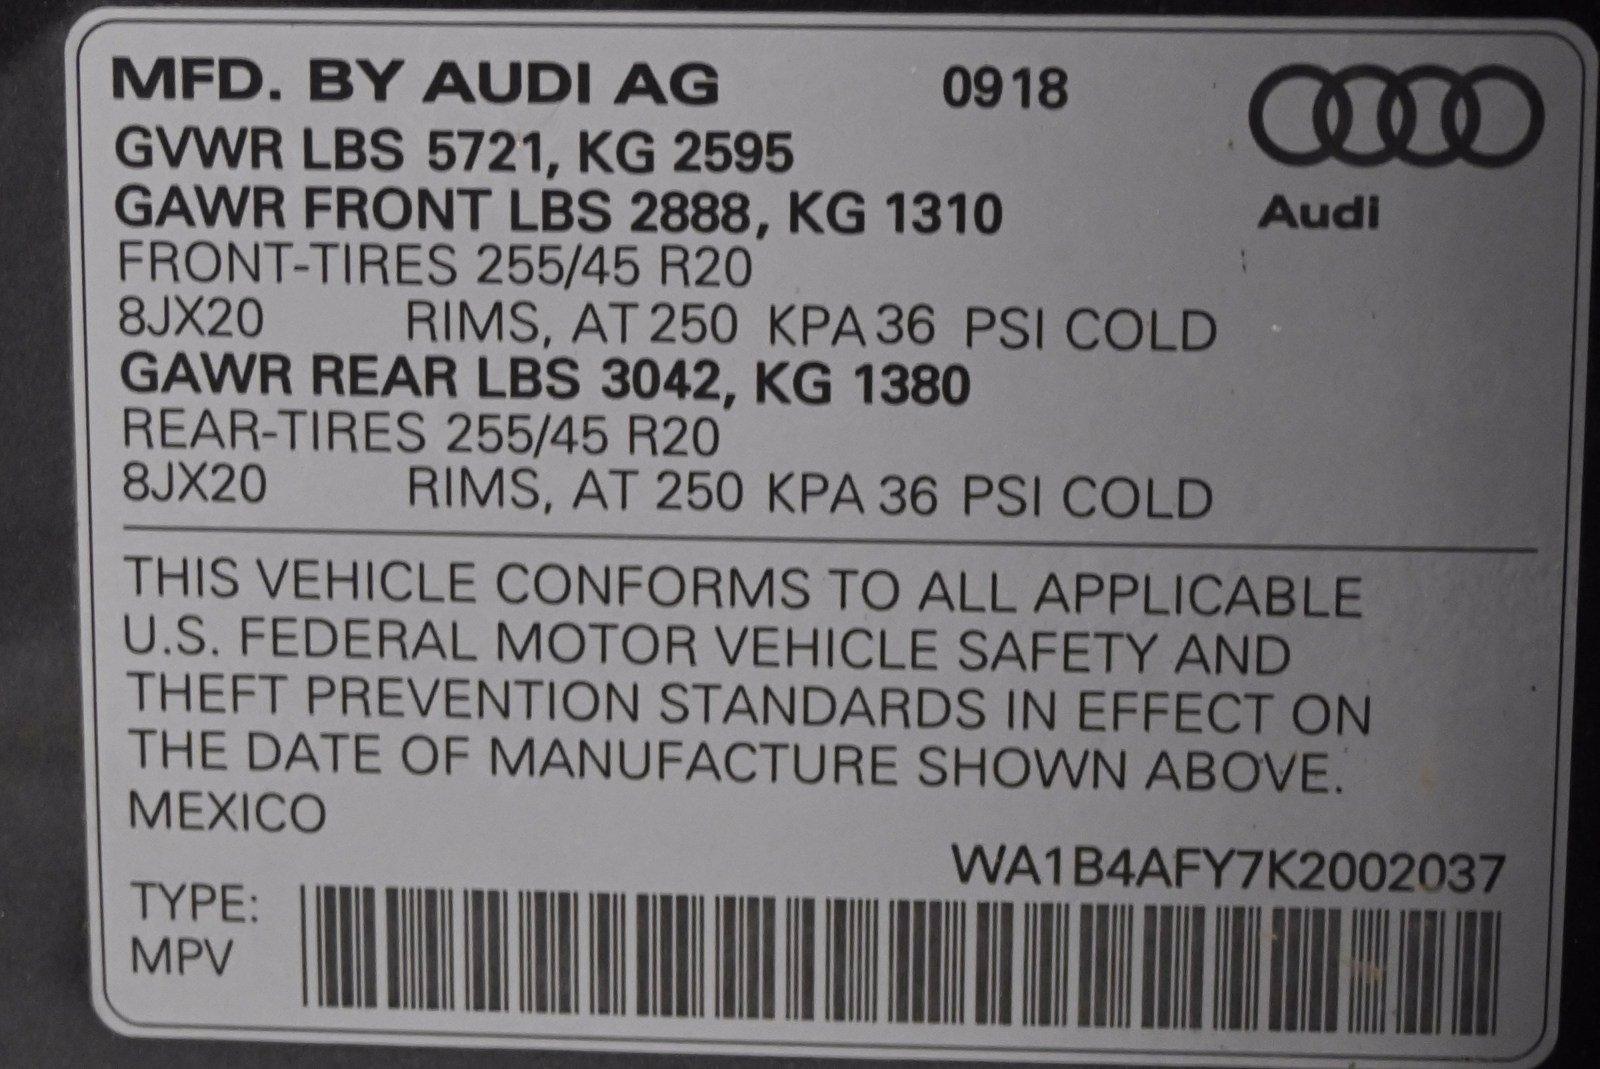 MFD. BY AUDI AG 0918
GVWR LBS 5721, KG 2595
GAWR FRONT LBS 2888, KG 1310
Audi
FRONT-TIRES 255/45 R20
8JX20 RIMS, AT 250 KPA 36 PSI COLD
GAWR REAR LBS 3042, KG 1380
REAR-TIRES 255/45 R20
8JX20 RIMS, AT 250 KPA 36 PSI COLD
THIS VEHICLE CONFORMS TO ALL APPLICABLE
U.S. FEDERAL MOTOR VEHICLE SAFETY AND
THEFT PREVENTION STANDARDS IN EFFECT ON
THE DATE OF MANUFACTURE SHOWN ABOVE.
MEXICO
WA1B4AFY7K2002037
TYPE:
MPV